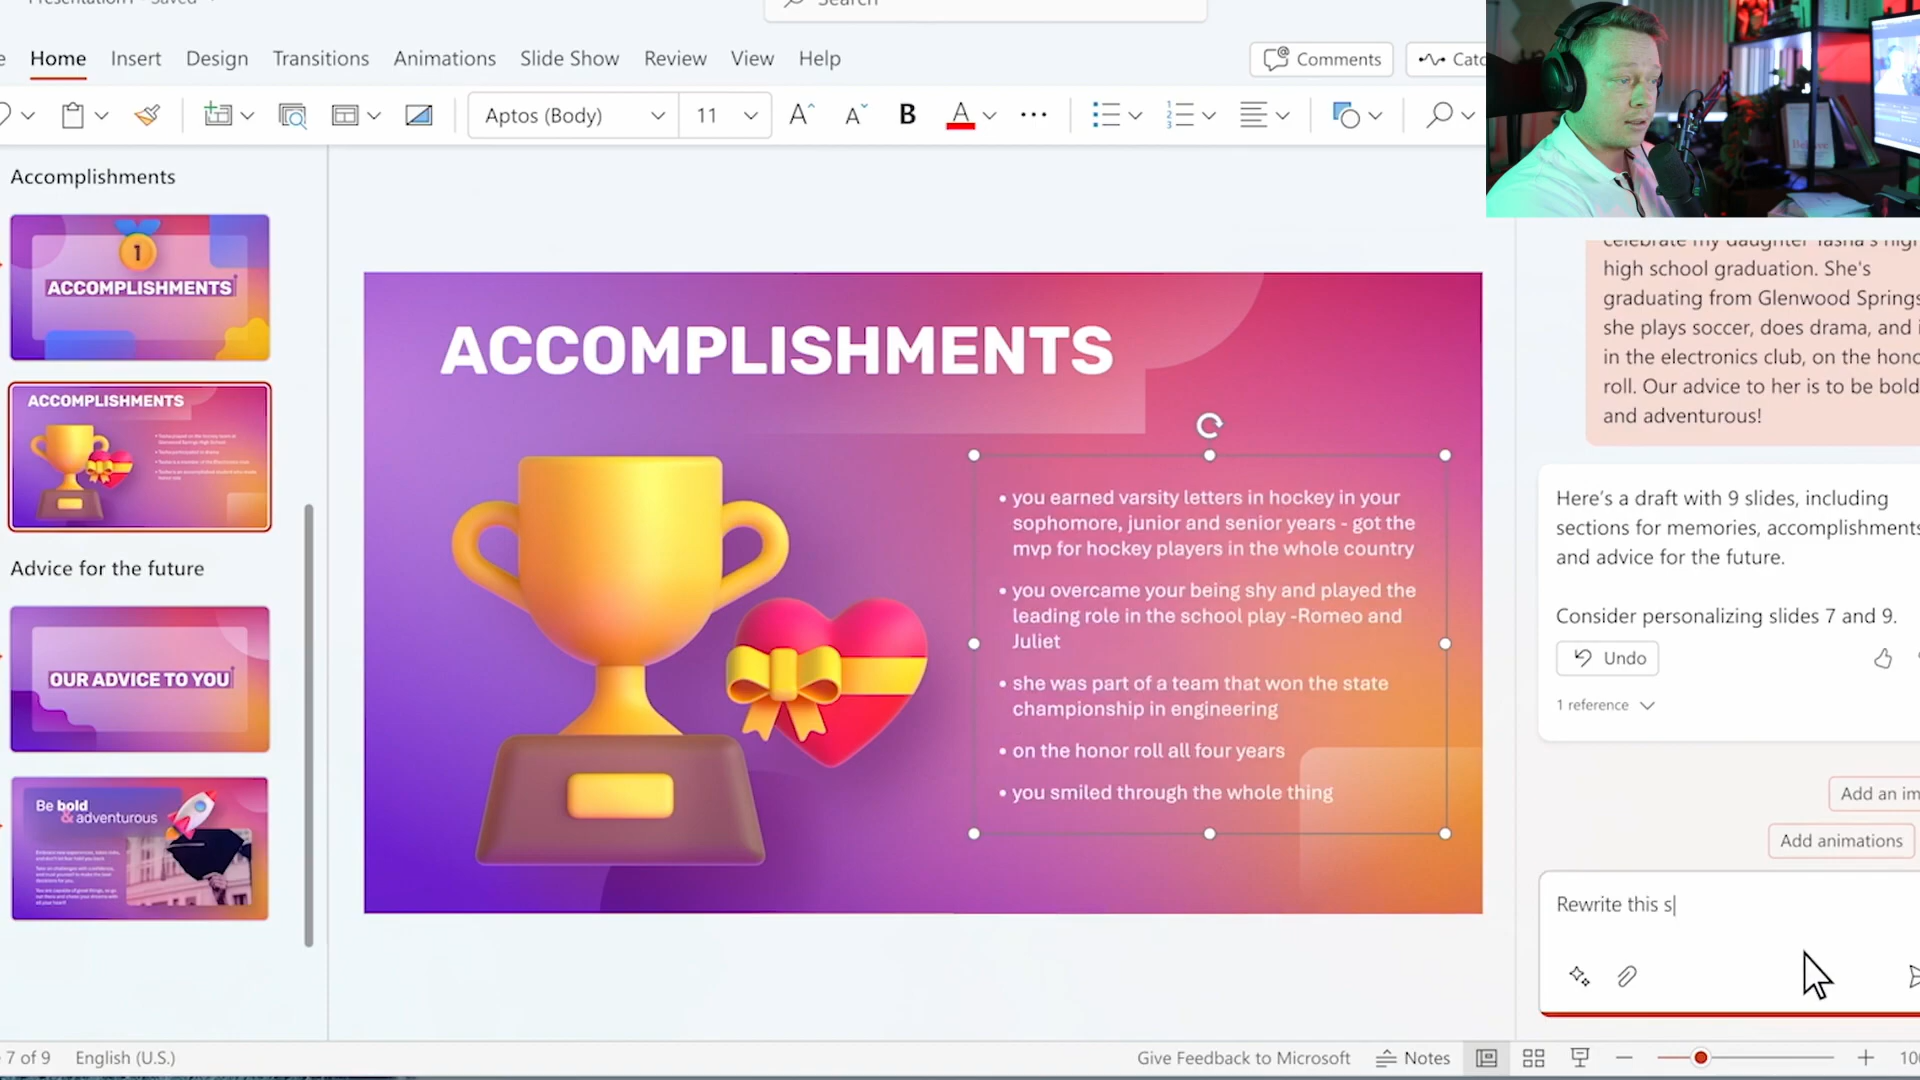 Home Insert Design Transitions Animations Slide Show Review View Help
Comments
Aptos (Body) 11
Accomplishments
1
ACCOMPLISHMENTS
ACCOMPLISHMENTS
Advice for the future
OUR ADVICE TO YOU
Be bold
& adventurous
ACCOMPLISHMENTS
• you earned varsity letters in hockey in your
sophomore, junior and senior years - got the
mvp for hockey players in the whole country
• you overcame your being shy and played the
leading role in the school play -Romeo and
Juliet
• she was part of a team that won the state
championship in engineering
• on the honor roll all four years
• you smiled through the whole thing
high school graduation. She's
graduating from Glenwood Springs
she plays soccer, does drama, and
in the electronics club, on the
roll. Our advice to her is to be bold
and adventurous!
Here's a draft with 9 slides, including
sections for memories, accomplishments
and advice for the future.
Consider personalizing slides 7 and 9.
Undo
1 reference
Add an
Add animations
Rewrite this s
7 of 9 English (U.S.)
Give Feedback to Microsoft Notes